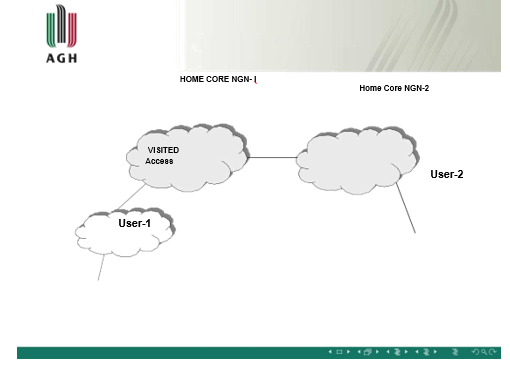 AGH
HOME CORE NGN- I
Home Core NGN-2
VISITED
Access
User-2
User-1